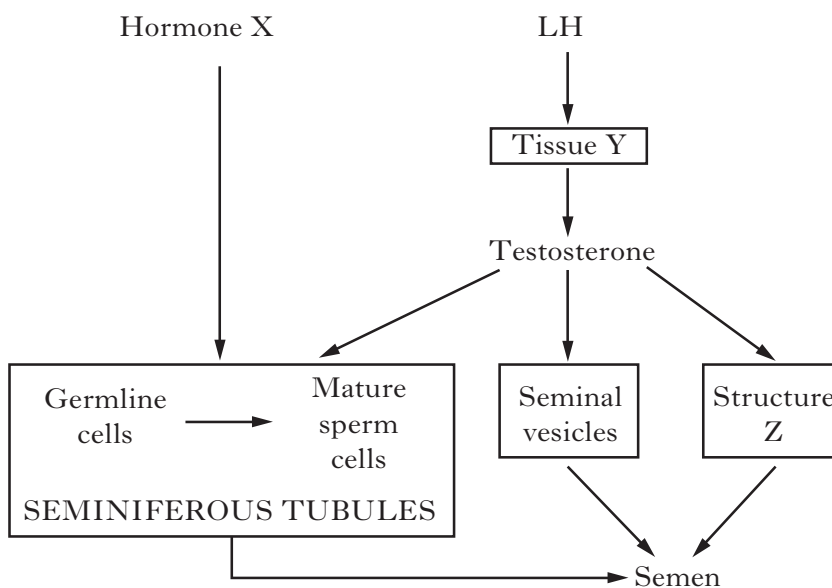 Hormone X
LH
Tissue Y
Testosterone
Germline
cells
Mature
sperm
cells
SEMINIFEROUS TUBULES
Seminal
vesicles
Structure
Z
Semen